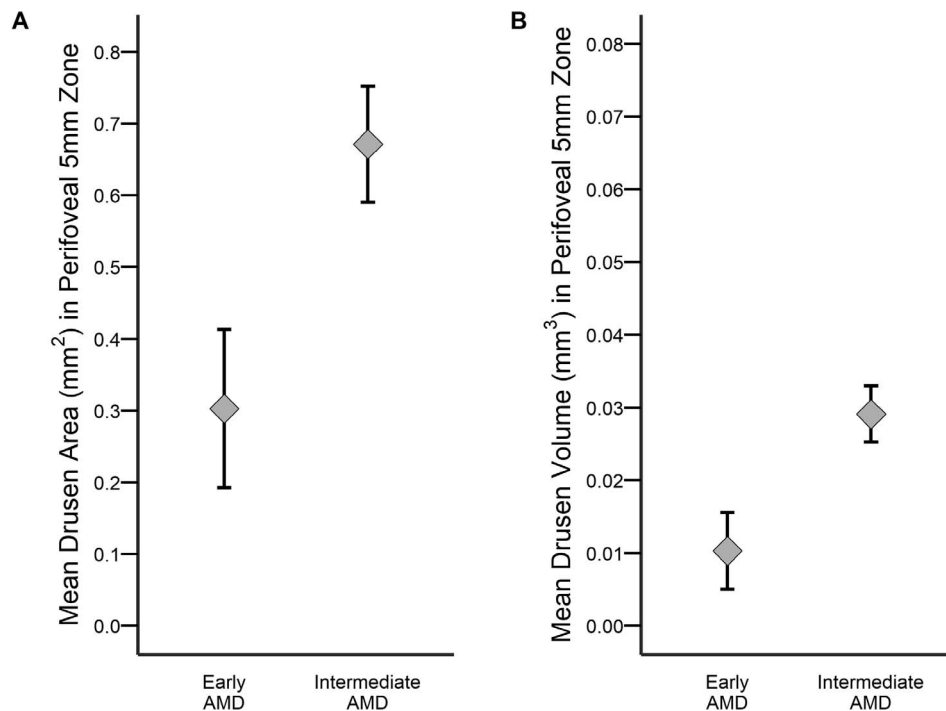 A
Mean Drusen Area (mm²) in Perifoveal 5mm Zone
0.8
0.7
0.6
0.5
0.4
0.3
0.2
0.1
0.0
Early
AMD
Intermediate
AMD
B
Mean Drusen Volume (mm³) in Perifoveal 5mm Zone
0.08
0.07
0.06
0.05
0.04
0.03
0.02
0.01
0.00
Early
AMD
Intermediate
AMD